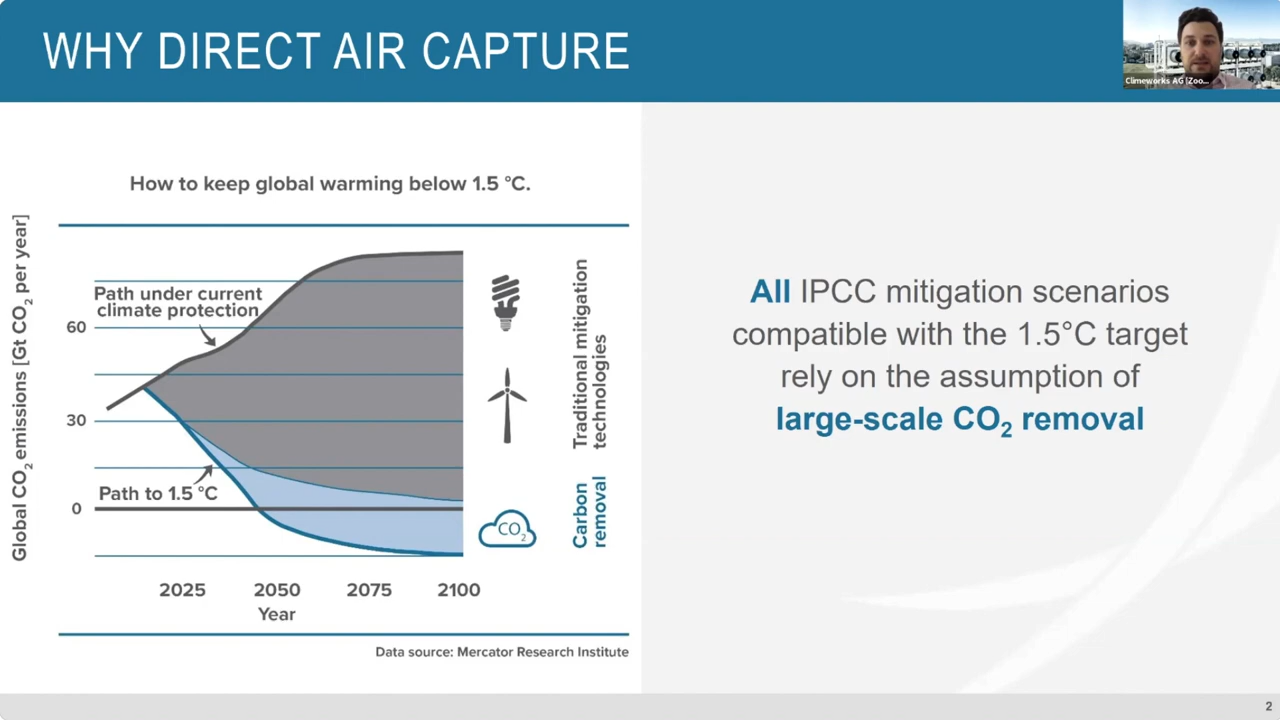 WHY DIRECT AIR CAPTURE
Climeworks AG (Zoo...
How to keep global warming below 1.5 °C.
Global CO₂ emissions [Gt CO₂ per year]
Path under current
climate protection
60
30
Path to 1.5 °C
0
2025 2050 2075 2100
Year
Traditional mitigation
technologies
Carbon
removal
CO₂
Data source: Mercator Research Institute
All IPCC mitigation scenarios
compatible with the 1.5°C target
rely on the assumption of
large-scale CO₂ removal
2